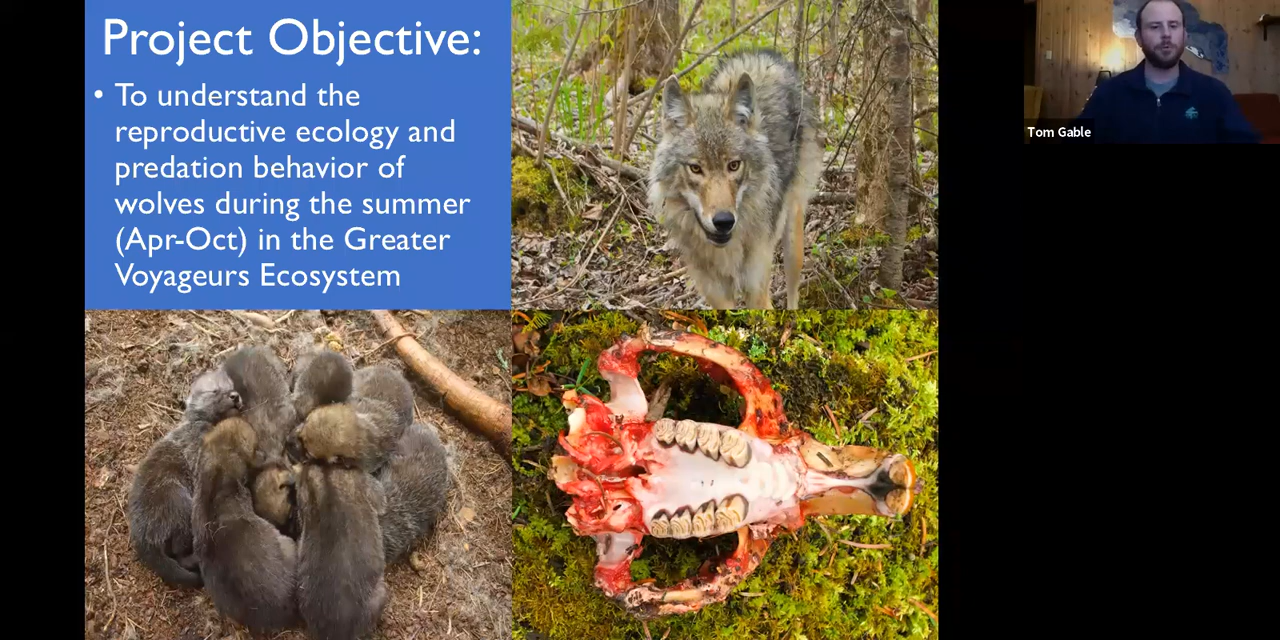 Project Objective:
• To understand the
reproductive ecology and
predation behavior of
wolves during the summer
(Apr-Oct) in the Greater
Voyageurs Ecosystem
Tom Gable